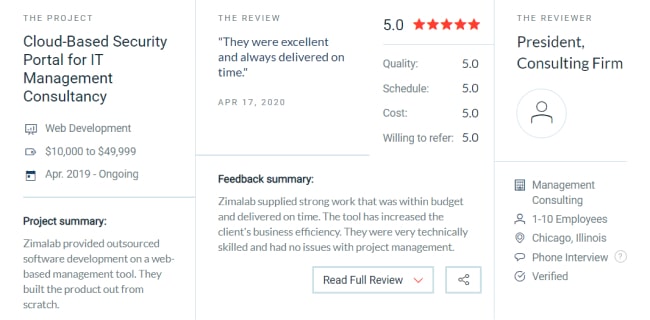 THE PROJECT
Cloud-Based Security
Portal for IT
Management
Consultancy
Web Development
$10,000 to $49,999
Apr. 2019 - Ongoing
Project summary:
Zimalab provided outsourced
software development on a web-
based management tool. They
built the product out from
scratch.
THE REVIEW
"They were excellent
and always delivered on
time."
APR 17, 2020
5.0
Quality: 5.0
Schedule: 5.0
Cost: 5.0
Willing to refer: 5.0
Feedback summary:
Zimalab supplied strong work that was within budget
and delivered on time. The tool has increased the
client's business efficiency. They were very technically
skilled and had no issues with project management.
Read Full Review
THE REVIEWER
President,
Consulting Firm
Management
Consulting
1-10 Employees
Chicago, Illinois
Phone Interview ?
Verified